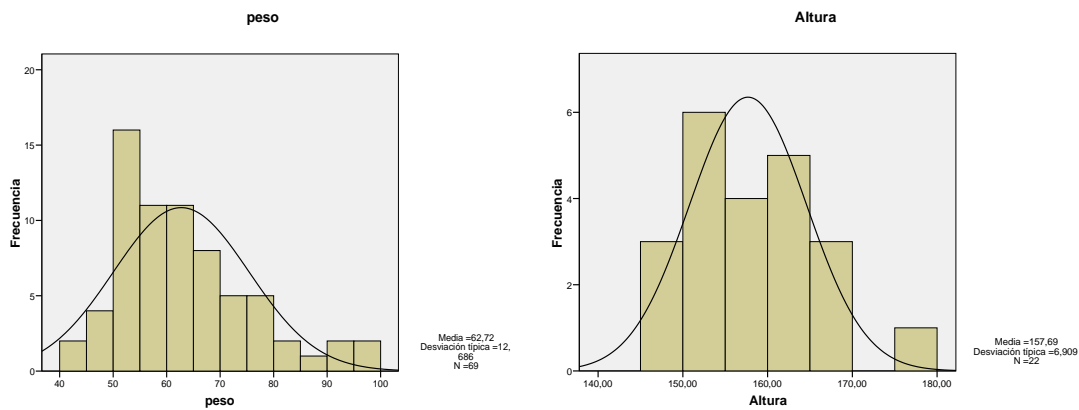 peso
Frecuencia
20
15
10
5
0
40
50
60
70
80
90
100
peso
Media =62,72
Desviación típica =12,
686
N =69
Altura
Frecuencia
6
4
2
0
140,00
150,00
160,00
170,00
180,00
Altura
Media =157,69
Desviación típica =6,909
N =22